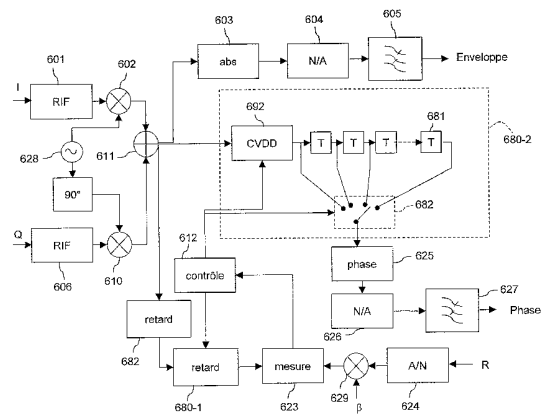 603
604
605
abs
N/A
Enveloppe
601
602
I
RIF
692
681
CVDD
T
T
T
T
680-2
628
611
90°
682
Q
RIF
606
610
612
contrôle
phase
625
627
N/A
626
Phase
retard
682
retard
680-1
mesure
623
629
β
A/N
624
R